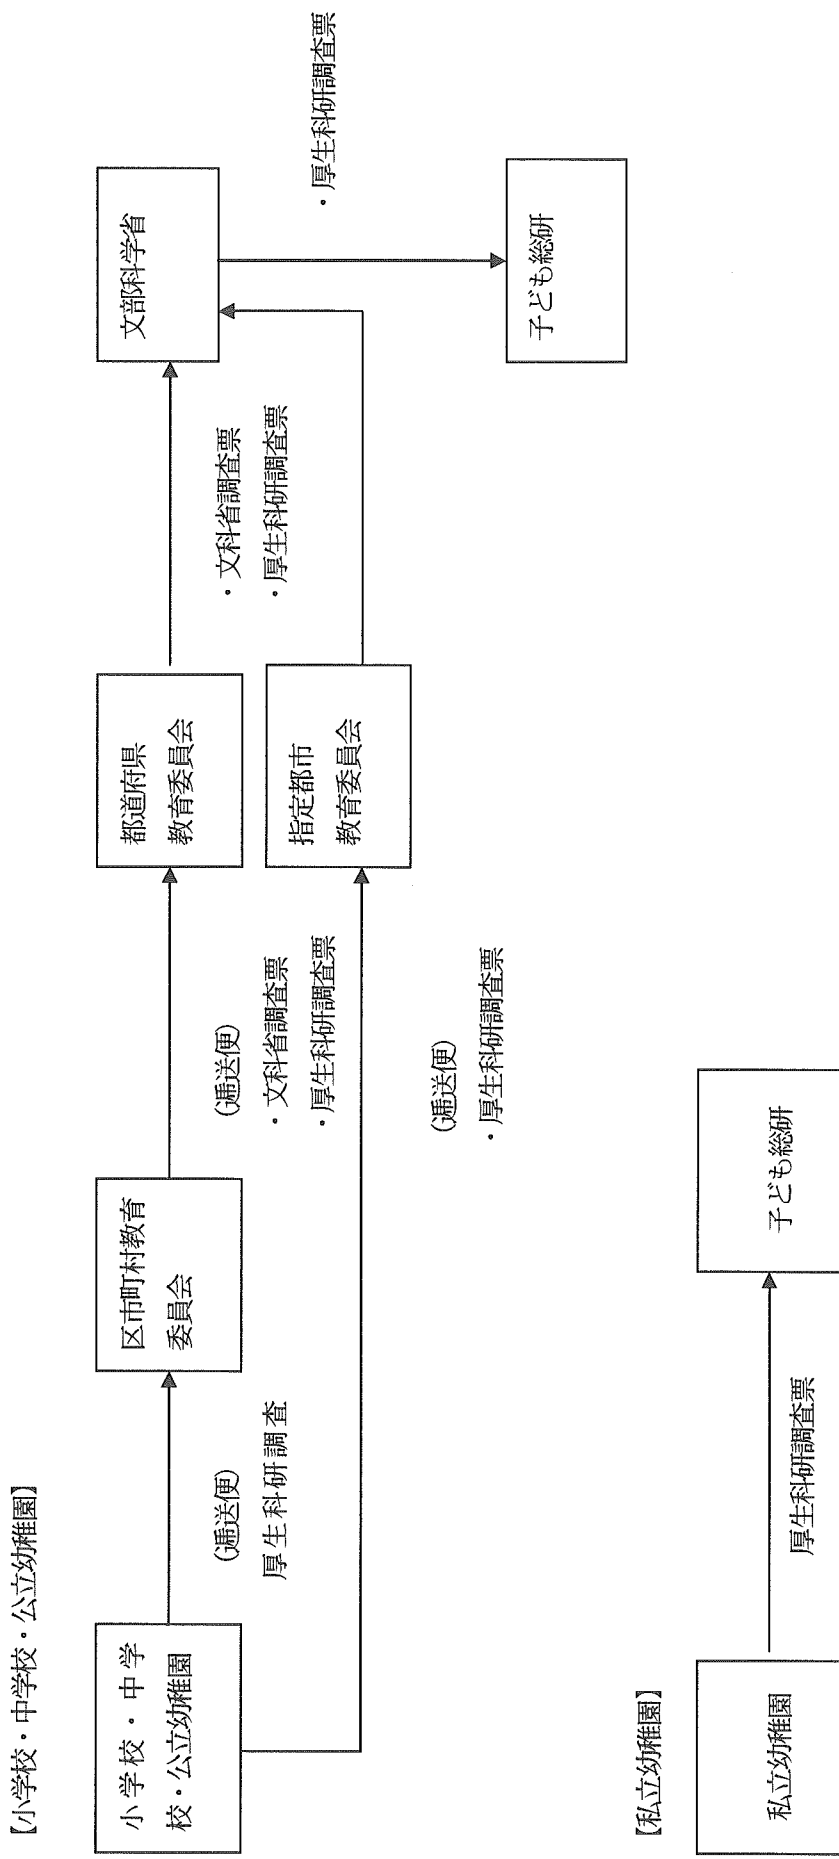 【小学校・中学校・公立幼稚園】
小学校・中学
校・公立幼稚園
(逓送便)
厚生科研調査
区市町村教育
委員会
(逓送便)
・文科省調査票
・厚生科研調査票
都道府県
教育委員会
・文科省調査票
・厚生科研調査票
文部科学省
(逓送便)
・厚生科研調査票
指定都市
教育委員会
・厚生科研調査票
子ども総研
【私立幼稚園】
私立幼稚園
厚生科研調査票
子ども総研